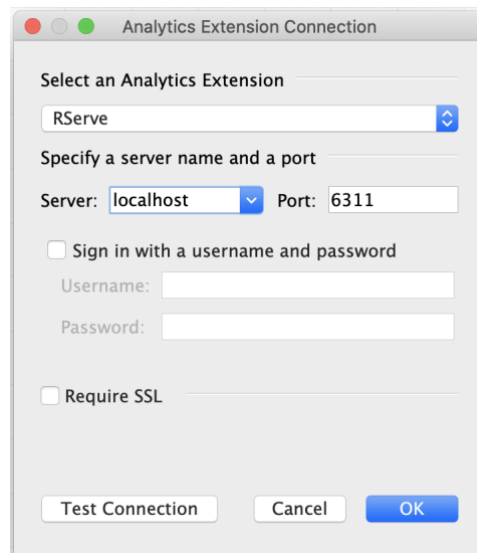 Analytics Extension Connection
Select an Analytics Extension
RServe
Specify a server name and a port
Server: localhost Port: 6311
Sign in with a username and password
Username:
Password:
Require SSL
Test Connection Cancel OK